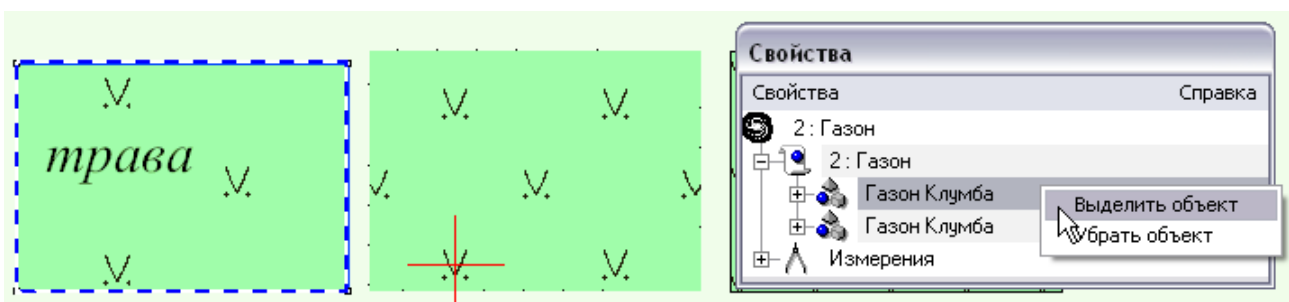 трава
Свойства
Свойства Справка
2 : Газон
2 : Газон
Газон Клумба
Газон Клумба
Измерения
Выделить объект
Убрать объект